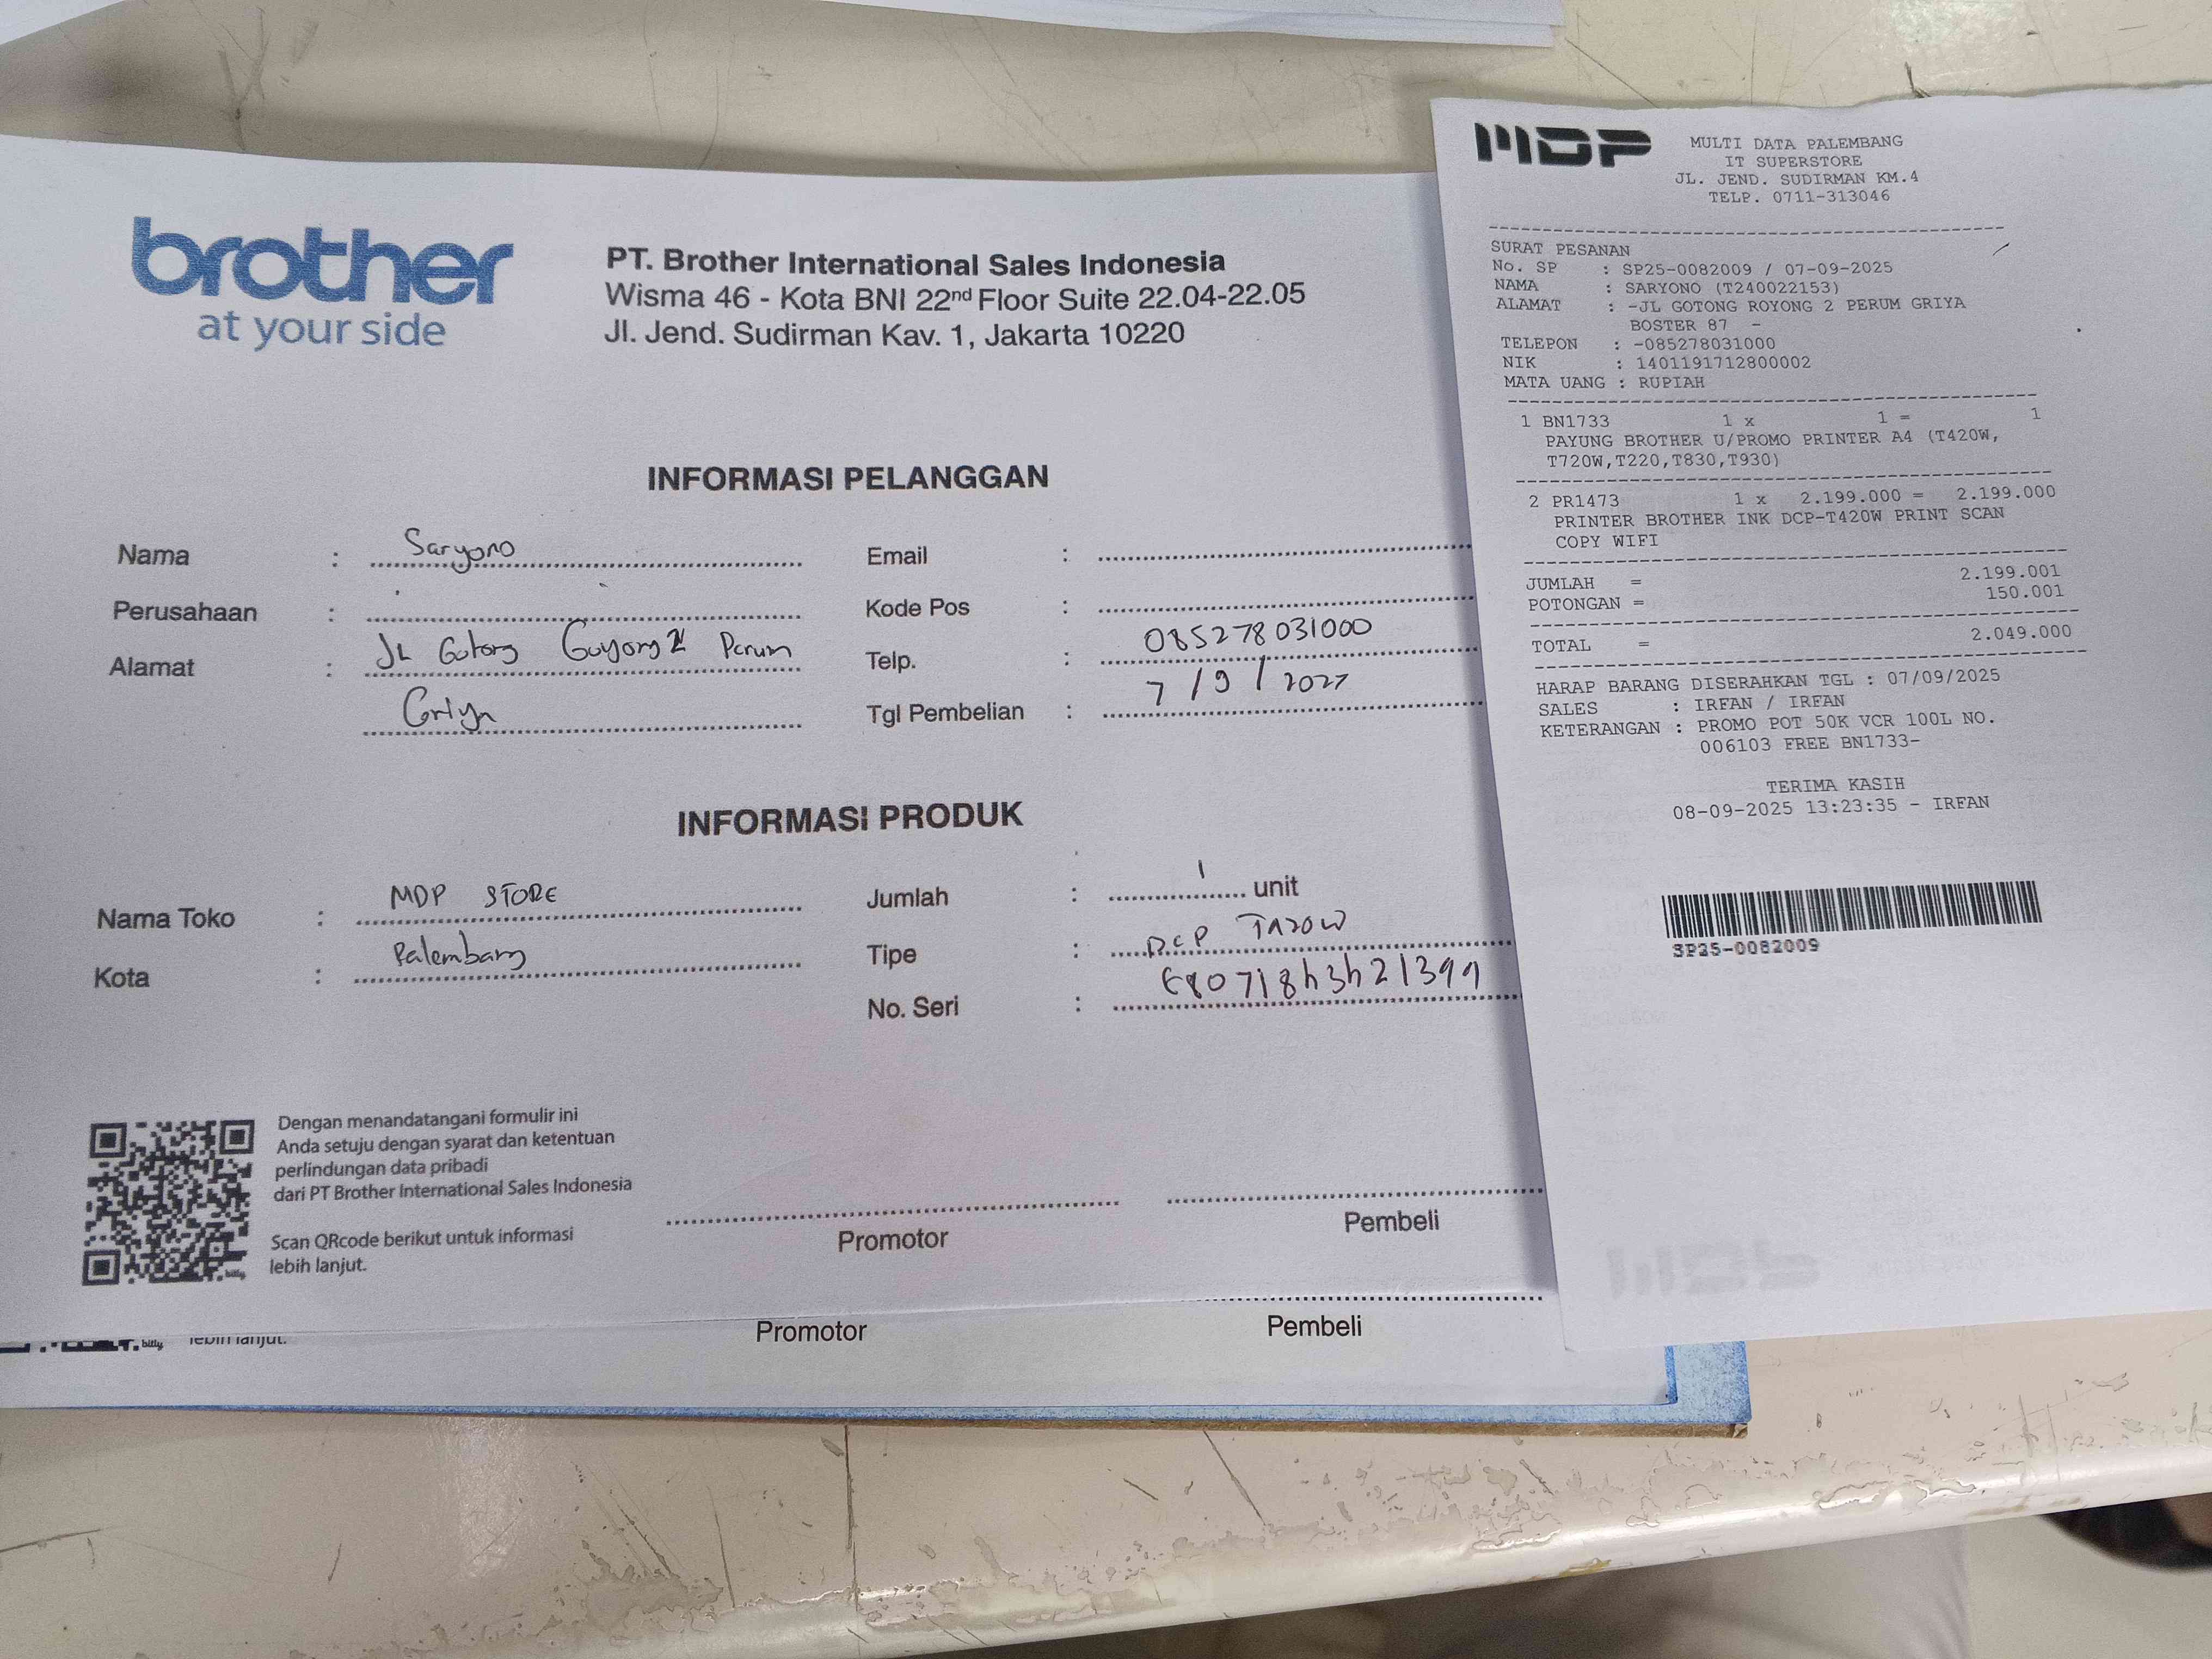 brother
at your side
PT. Brother International Sales Indonesia
Wisma 46 - Kota BNI 22nd Floor Suite 22.04-22.05
Jl. Jend. Sudirman Kav. 1, Jakarta 10220
INFORMASI PELANGGAN
Nama : Saryono
Perusahaan :
Alamat : JL Gotong Goyong 2 Perum
Griya
Email :
Kode Pos :
Telp. : 085278031000
Tgl Pembelian : 7/9/
INFORMASI PRODUK
Nama Toko : MDP STORE
Kota : Palembang
Jumlah : 1 unit
Tipe : DCP
No. Seri :
Dengan menandatangani formulir ini
Anda setuju dengan syarat dan ketentuan
perlindungan data pribadi
dari PT Brother International Sales Indonesia
Scan QRcode berikut untuk informasi
lebih lanjut.
bitly
Promotor
Pembeli
bitly
lebih lanjut.
Promotor
Pembeli
MDP
MULTI DATA PALEMBANG
IT SUPERSTORE
JL. JEND. SUDIRMAN KM.4
TELP. 0711-313046
SURAT PESANAN
No. SP : SP25-0082009 / 07-09-2025
NAMA : SARYONO (T240022153)
ALAMAT : -JL GOTONG ROYONG 2 PERUM GRIYA
BOSTER 87 -
TELEPON : -085278031000
NIK : 1401191712800002
MATA UANG : RUPIAH
1 BN1733 1 x 1 = 1
PAYUNG BROTHER U/PROMO PRINTER A4 (T420W,
T720W,T220,T830,T930)
2 PR1473 1 x 2.199.000 = 2.199.000
PRINTER BROTHER INK DCP-T420W PRINT SCAN
COPY WIFI
JUMLAH = 2.199.001
POTONGAN = 150.001
TOTAL = 2.049.000
HARAP BARANG DISERAHKAN TGL : 07/09/2025
SALES : IRFAN / IRFAN
KETERANGAN : PROMO POT 50K VCR 100L NO.
006103 FREE BN1733-
TERIMA KASIH
08-09-2025 13:23:35 - IRFAN
SP25-0082009
MDP